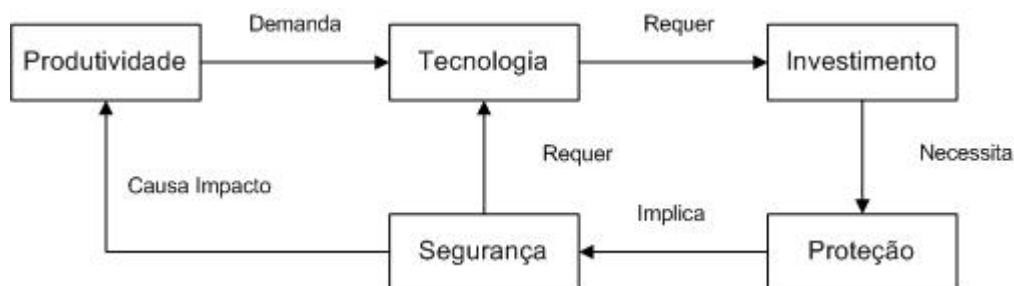 Demanda
Requer
Produtividade
Tecnologia
Investimento
Requer
Necessita
Causa Impacto
Implica
Segurança
Proteção